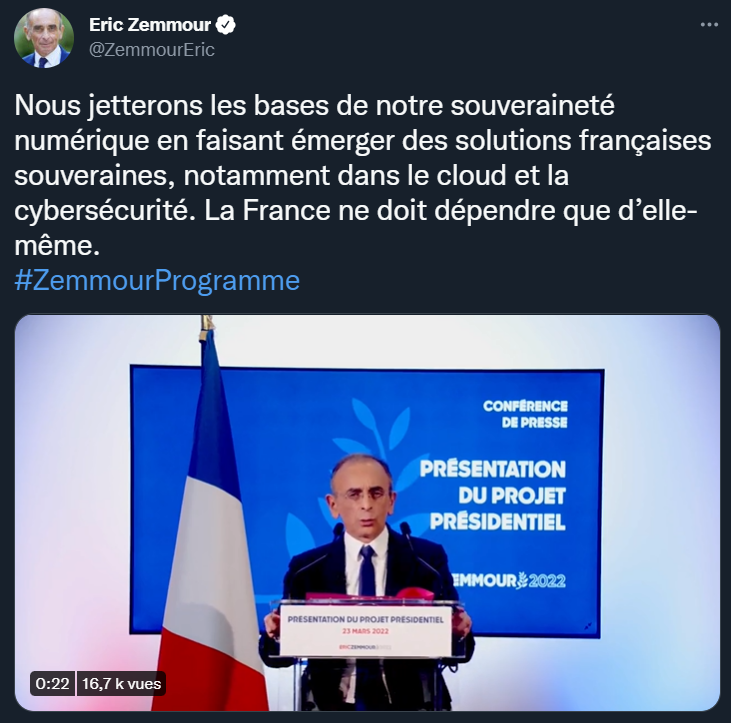 Eric Zemmour
@ZemmourEric
Nous jetterons les bases de notre souveraineté
numérique en faisant émerger des solutions françaises
souveraines, notamment dans le cloud et la
cybersécurité. La France ne doit dépendre que d’elle-
même.
#ZemmourProgramme
CONFÉRENCE
DE PRESSE
PRÉSENTATION
DU PROJET
PRÉSIDENTIEL
EMMOUR 2022
PRÉSENTATION DU PROJET PRÉSIDENTIEL
23 MARS 2022
ERICZEMMOUR
0:22 16,7 k vues